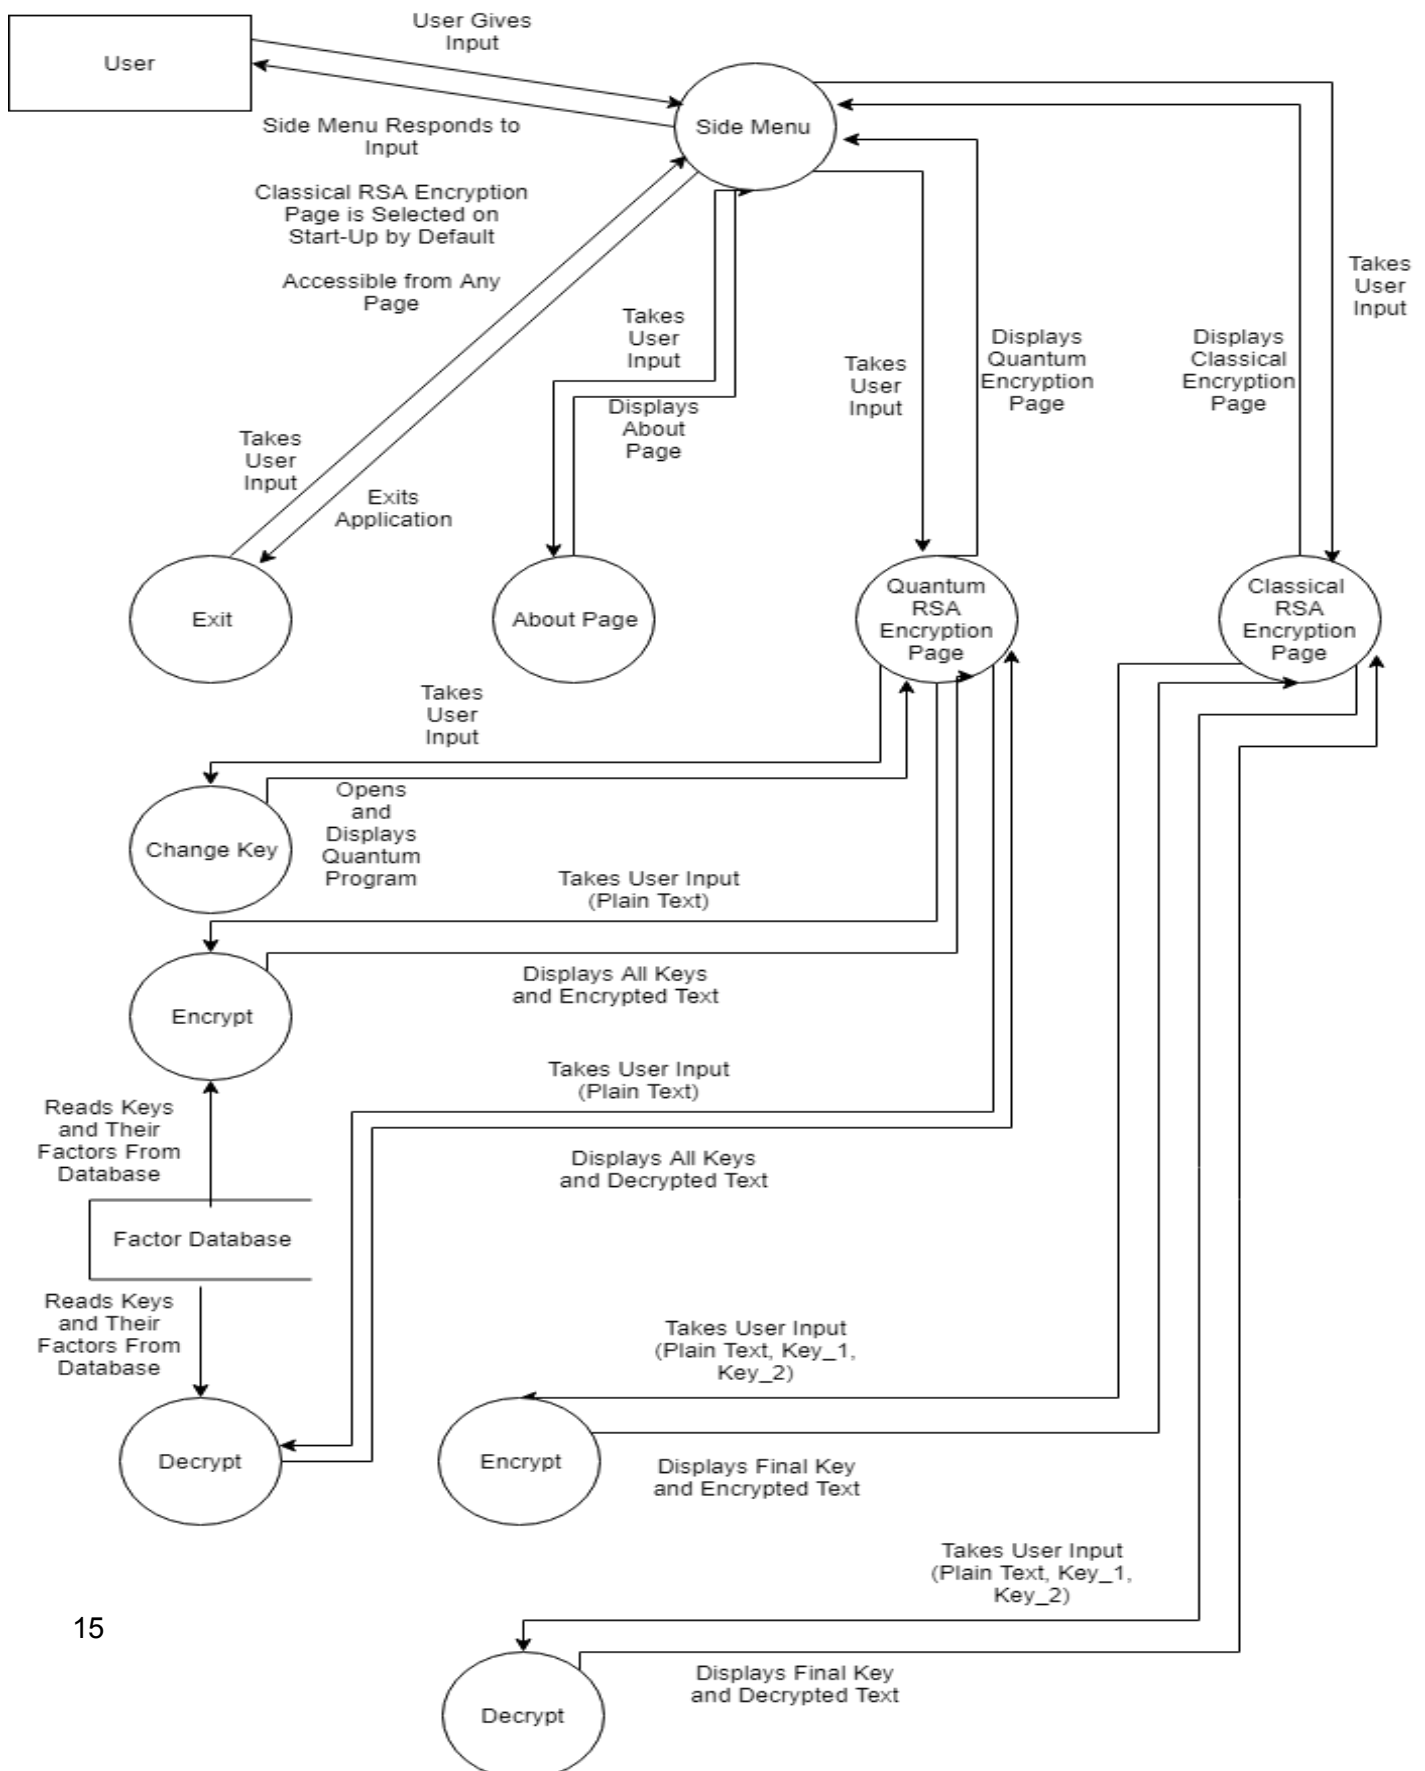 User Gives
Input
User
Side Menu
Side Menu Responds to
Input
Classical RSA Encryption
Page is Selected on
Start-Up by Default
Accessible from Any
Page
Takes
User
Input
Takes
User
Input
Displays
Quantum
Encryption
Page
Displays
Classical
Encryption
Page
Takes
User
Input
Displays
About
Page
Takes
User
Input
Exits
Application
Exit
About Page
Quantum
RSA
Encryption
Page
Classical
RSA
Encryption
Page
Takes
User
Input
Change Key
Opens
and
Displays
Quantum
Program
Takes User Input
(Plain Text)
Encrypt
Displays All Keys
and Encrypted Text
Takes User Input
(Plain Text)
Reads Keys
and Their
Factors From
Database
Displays All Keys
and Decrypted Text
Factor Database
Reads Keys
and Their
Factors From
Database
Takes User Input
(Plain Text, Key_1,
Key_2)
Decrypt
Encrypt
Displays Final Key
and Encrypted Text
Takes User Input
(Plain Text, Key_1,
Key_2)
15
Displays Final Key
and Decrypted Text
Decrypt